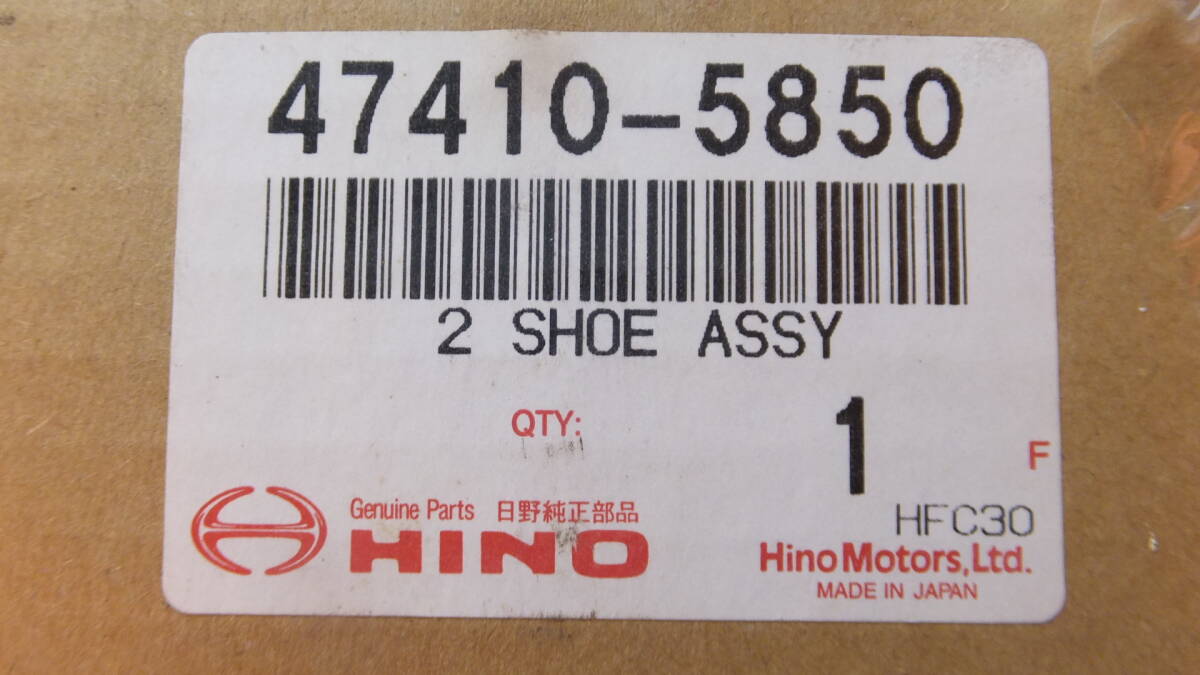 47410-5850
2 SHOE ASSY
QTY: 1
F
HFC30
Genuine Parts 日野純正部品
HINO
Hino Motors, Ltd.
MADE IN JAPAN